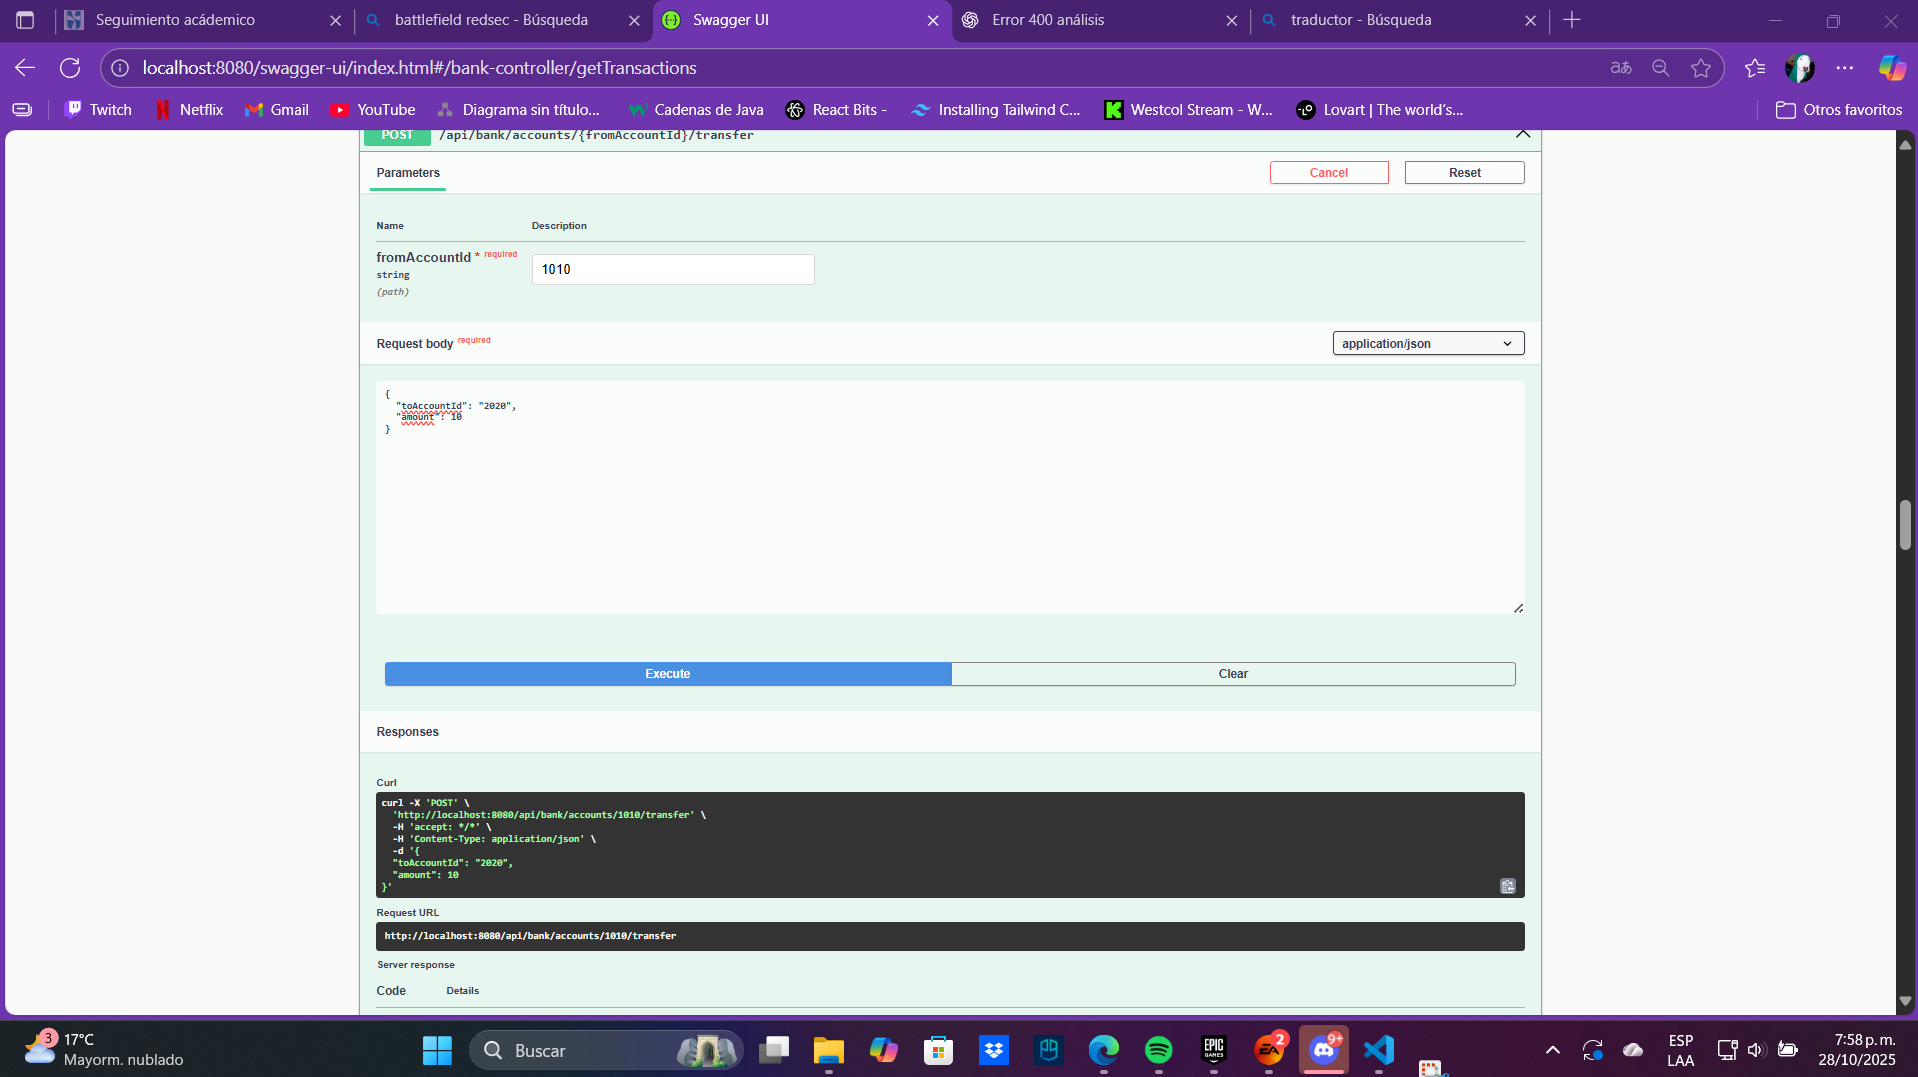 Seguimiento académico
battlefield redsec - Búsqueda
Swagger UI
Error 400 análisis
traductor - Búsqueda
localhost:8080/swagger-ui/index.html#/bank-controller/getTransactions
Twitch
Netflix
Gmail
YouTube
Diagrama sin título...
Cadenas de Java
React Bits -
Installing Tailwind C...
Westcol Stream - W...
Lovart | The world's...
Otros favoritos
POST /api/bank/accounts/{fromAccountId}/transfer
Parameters
Cancel
Reset
Name Description
fromAccountId * required
string
(path)
1010
Request body required
application/json
{
"toAccountId": "2020",
"amount": 10
}
Execute
Clear
Responses
Curl
curl -X 'POST' \
'http://localhost:8080/api/bank/accounts/1010/transfer' \
-H 'accept: */*' \
-H 'Content-Type: application/json' \
-d '{
"toAccountId": "2020",
"amount": 10
}'
Request URL
http://localhost:8080/api/bank/accounts/1010/transfer
Server response
Code Details
3
17°C
Mayorm. nublado
Buscar
EPIC GAMES
EA
2
9+
ESP
LAA
7:58 p. m.
28/10/2025